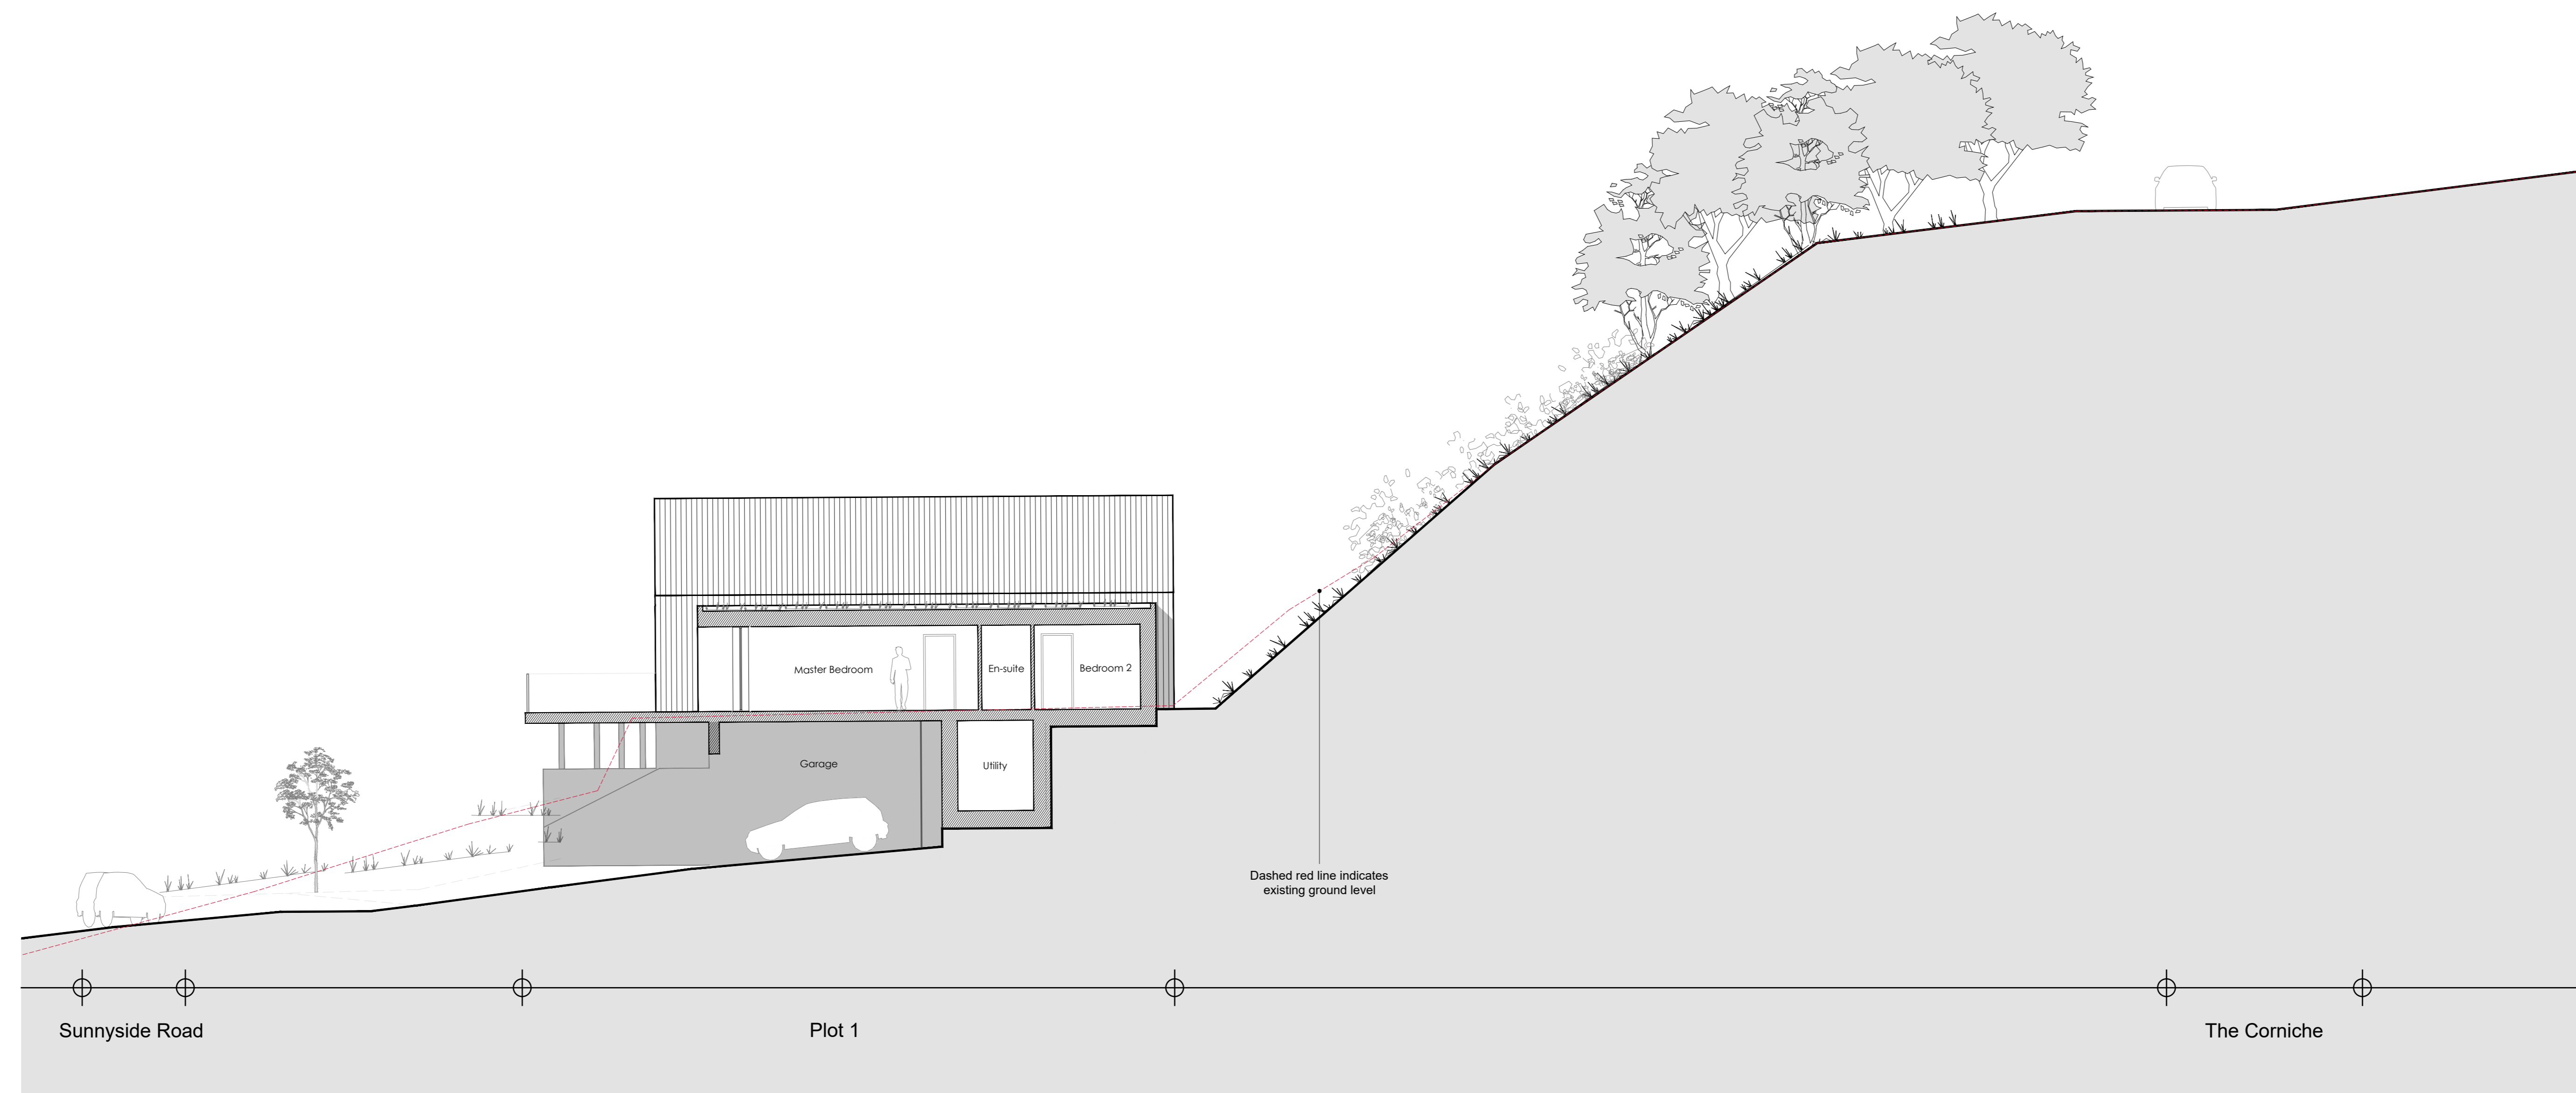 Master Bedroom
En-suite
Bedroom 2
Garage
Utility
Dashed red line indicates
existing ground level
Sunnyside Road
Plot 1
The Corniche